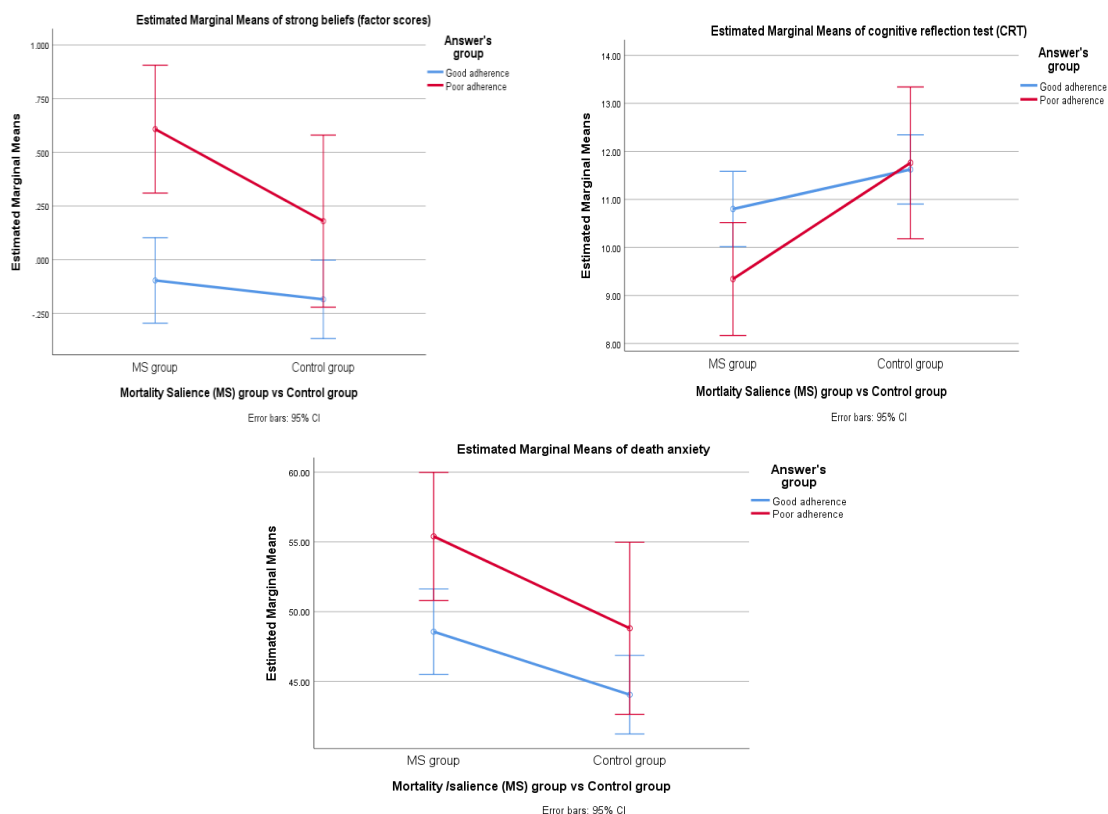 Estimated Marginal Means of strong beliefs (factor scores)
Answer's
group
Good adherence
Poor adherence
Estimated Marginal Means
1.000
.750
.500
.250
.000
-.250
MS group
Control group
Mortality Salience (MS) group vs Control group
Error bars: 95% CI
Estimated Marginal Means of cognitive reflection test (CRT)
Answer's
group
Good adherence
Poor adherence
Estimated Marginal Means
14.00
13.00
12.00
11.00
10.00
9.00
8.00
MS group
Control group
Mortlaity Salience (MS) group vs Control group
Error bars: 95% CI
Estimated Marginal Means of death anxiety
Answer's
group
Good adherence
Poor adherence
Estimated Marginal Means
60.00
55.00
50.00
45.00
MS group
Control group
Mortality /salience (MS) group vs Control group
Error bars: 95% CI